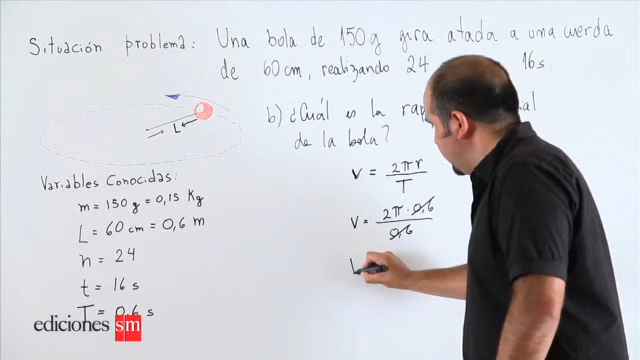 Situación problema: Una bola de 150 g gira atada a una cuerda
de 60 cm, realizando 24 16 s.
b) ¿Cuál es la
de la bola?
L
Variables Conocidas:
m = 150 g = 0,15 Kg
L = 60 cm = 0,6 m
n = 24
t = 16 s
T = 0,6 s
v = 2πr / T
v = 2π · 0,6 / 0,6
ediciones sm